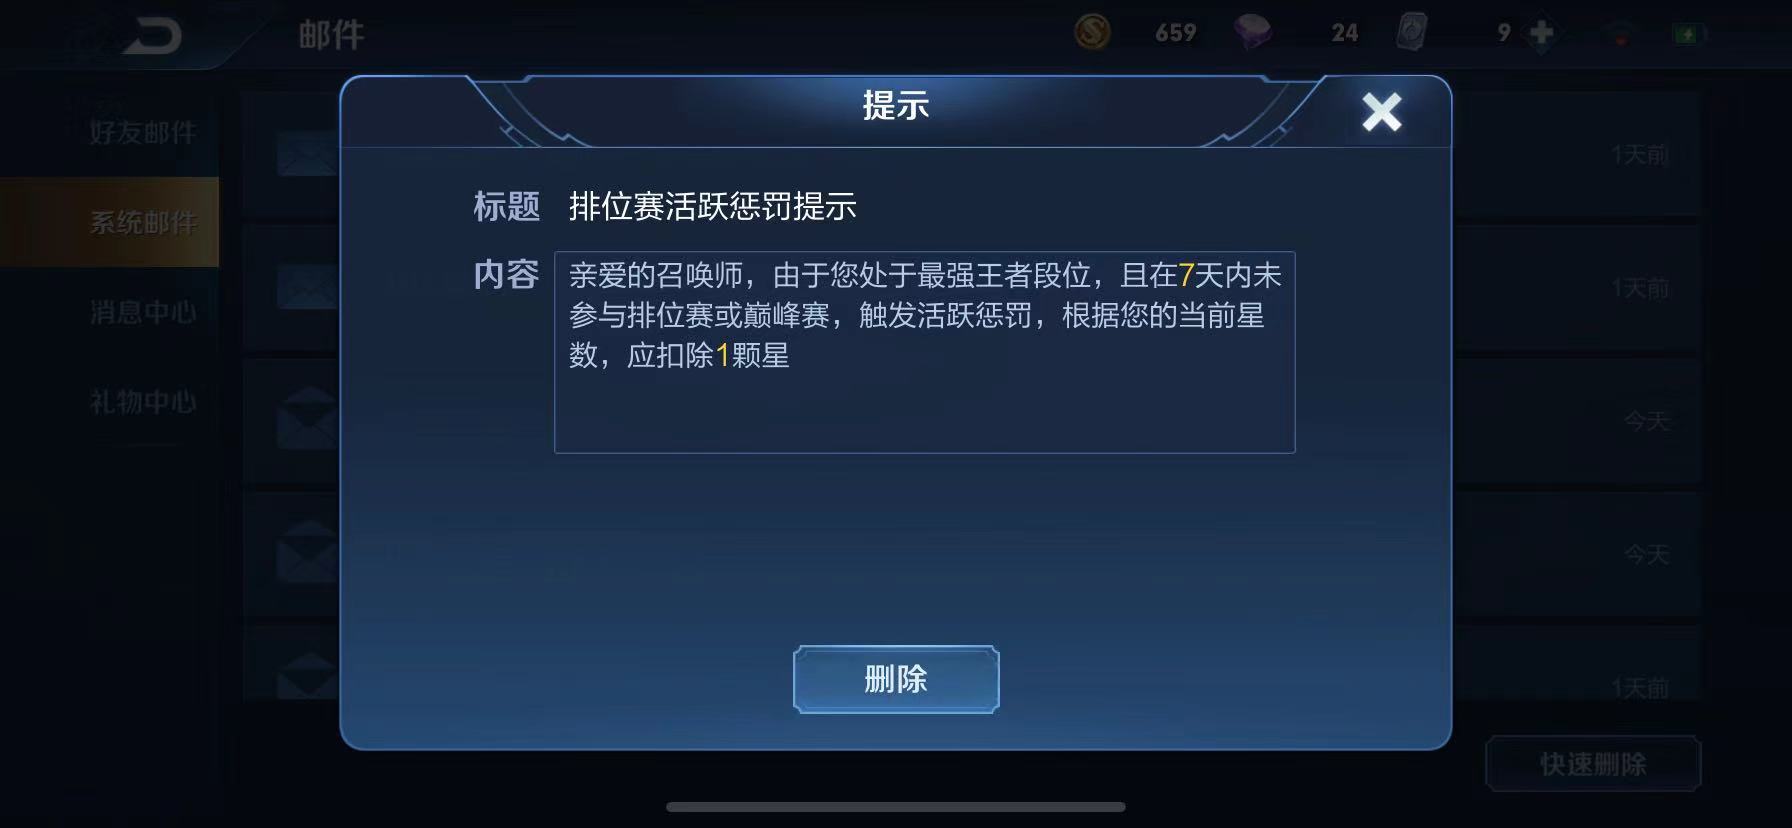 邮件
659
24
9
好友邮件
系统邮件
消息中心
礼物中心
提示
标题 排位赛活跃惩罚提示
内容 亲爱的召唤师，由于您处于最强王者段位，且在7天内未
参与排位赛或巅峰赛，触发活跃惩罚，根据您的当前星
数，应扣除1颗星
删除
1天前
1天前
今天
今天
1天前
快速删除